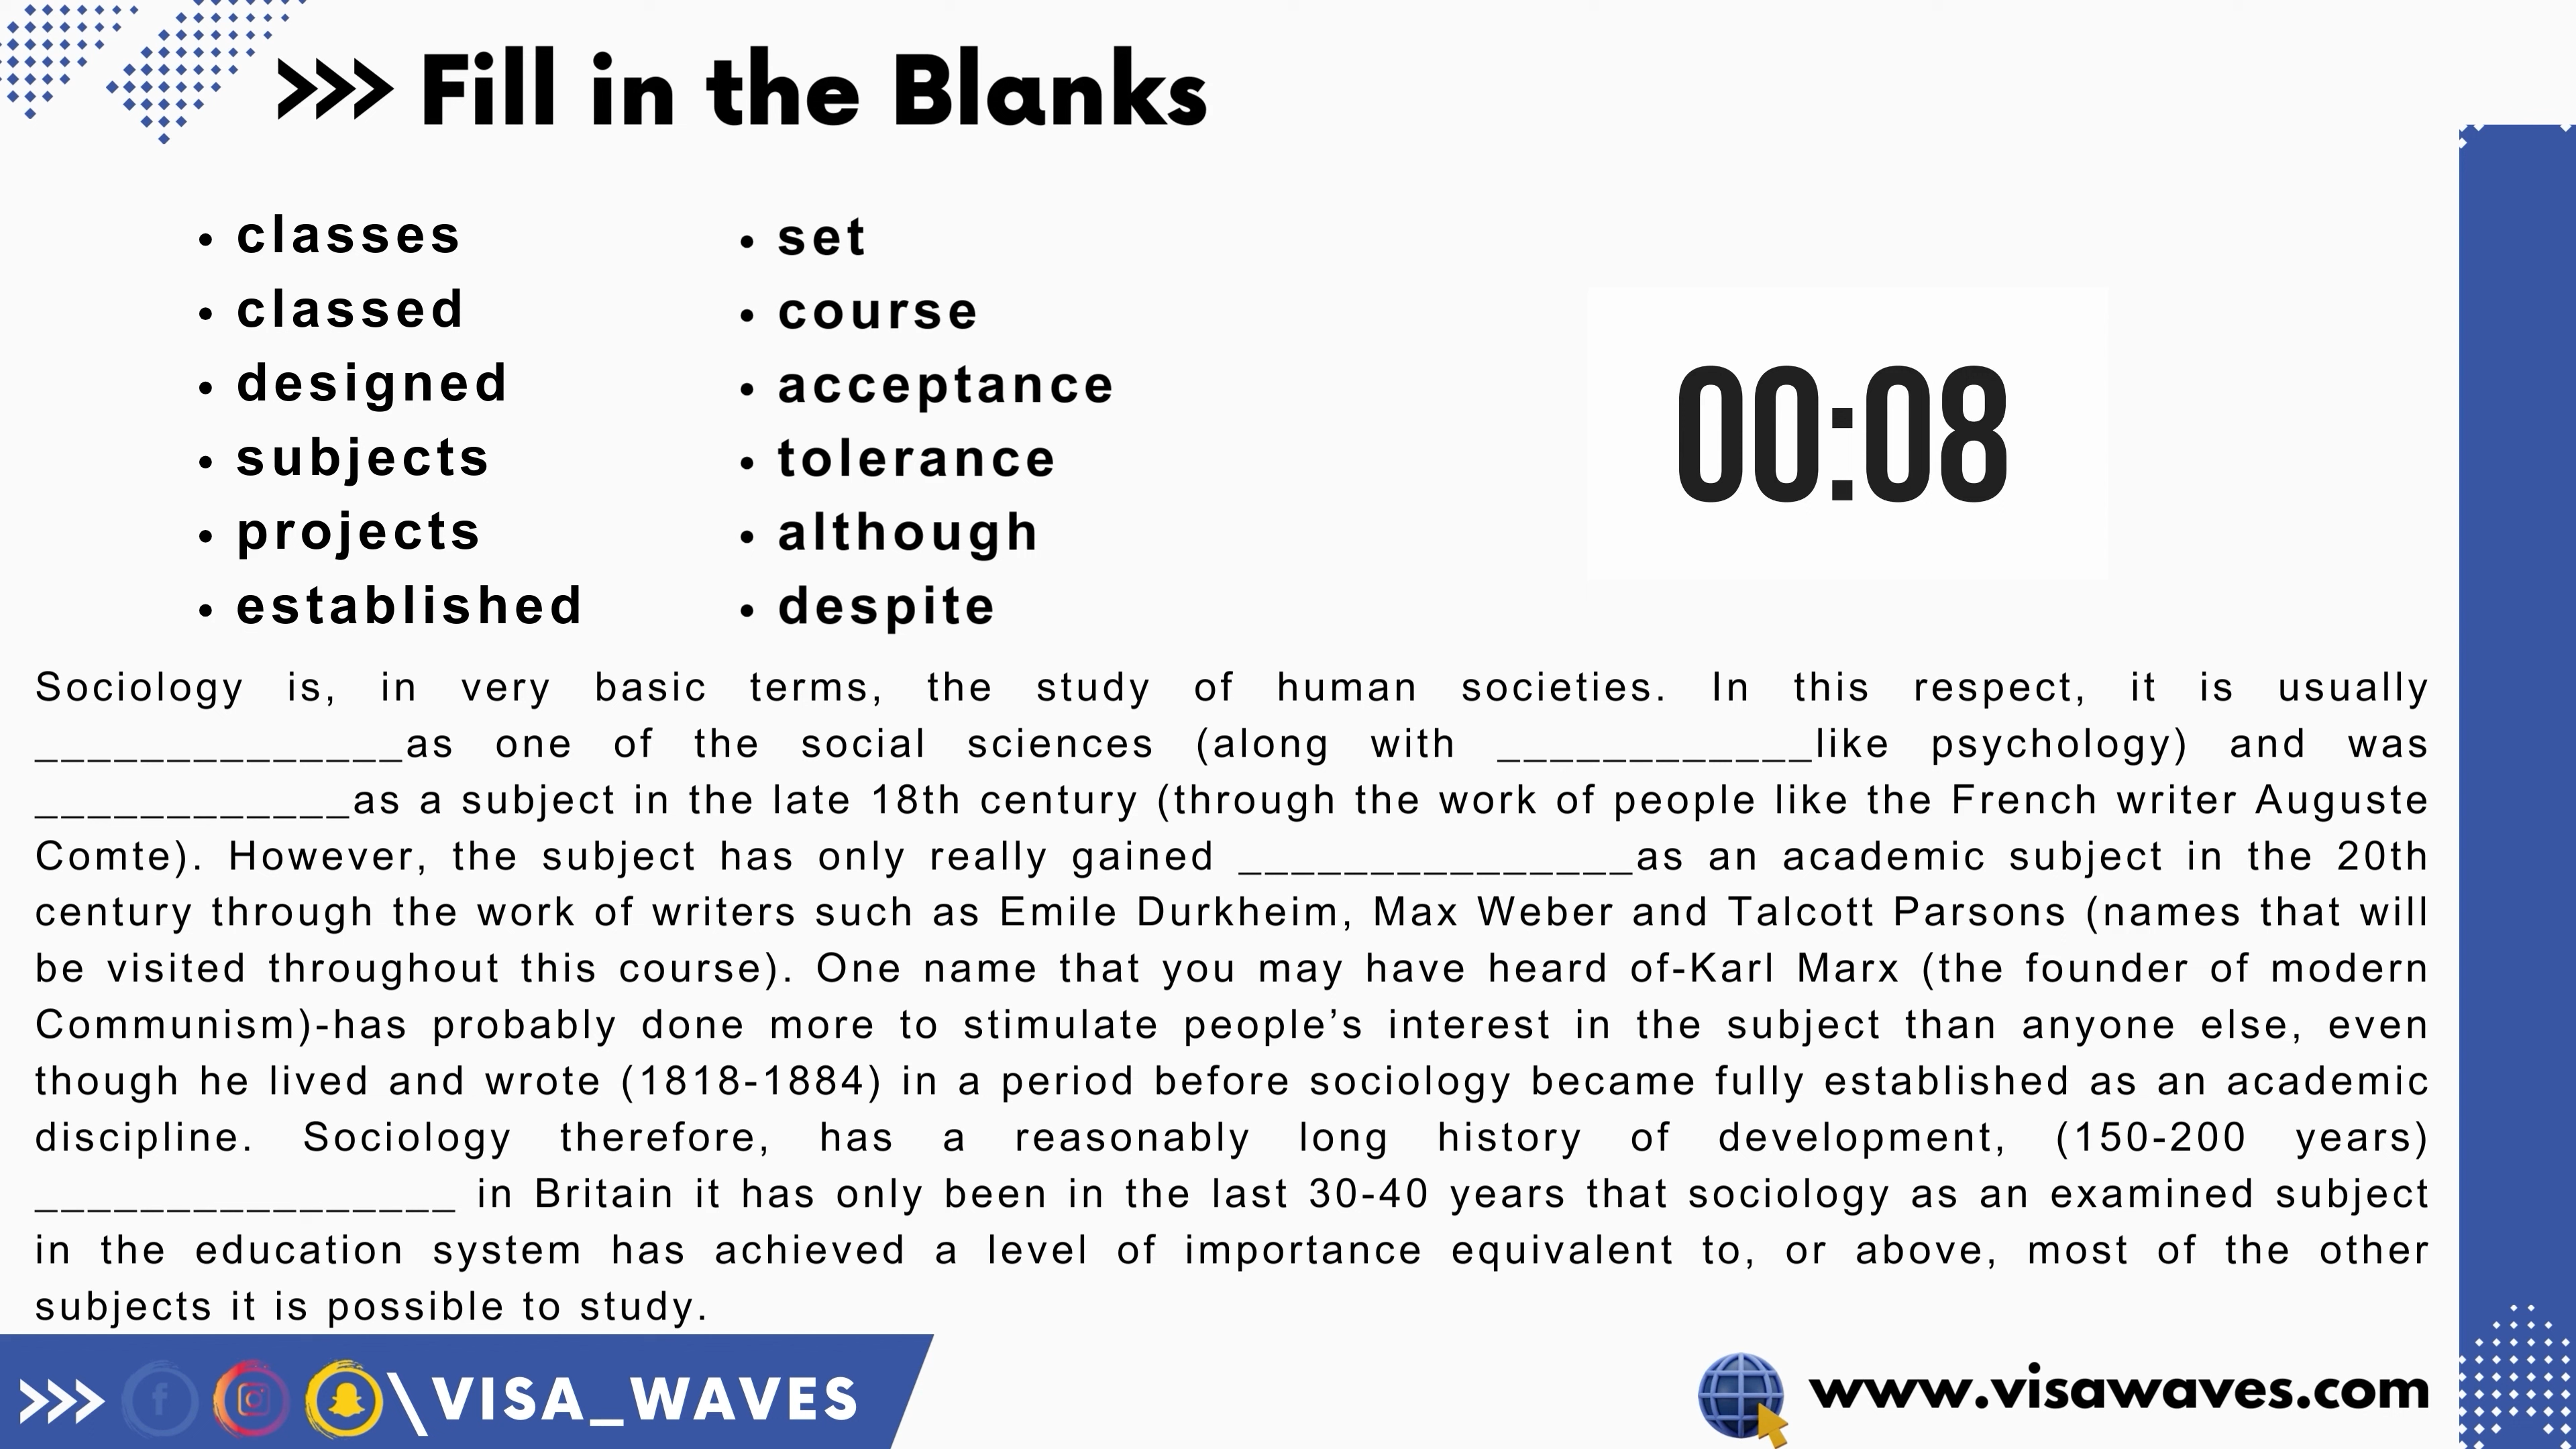 >>> Fill in the Blanks
• classes
• classed
• designed
• subjects
• projects
• established
• set
• course
• acceptance
• tolerance
• although
• despite
00:08
Sociology is, in very basic terms, the study of human societies. In this respect, it is usually
______________as one of the social sciences (along with ____________like psychology) and was
____________as a subject in the late 18th century (through the work of people like the French writer Auguste
Comte). However, the subject has only really gained _______________as an academic subject in the 20th
century through the work of writers such as Emile Durkheim, Max Weber and Talcott Parsons (names that will
be visited throughout this course). One name that you may have heard of-Karl Marx (the founder of modern
Communism)-has probably done more to stimulate people’s interest in the subject than anyone else, even
though he lived and wrote (1818-1884) in a period before sociology became fully established as an academic
discipline. Sociology therefore, has a reasonably long history of development, (150-200 years)
________________ in Britain it has only been in the last 30-40 years that sociology as an examined subject
in the education system has achieved a level of importance equivalent to, or above, most of the other
subjects it is possible to study.
>>> \VISA_WAVES
www.visawaves.com